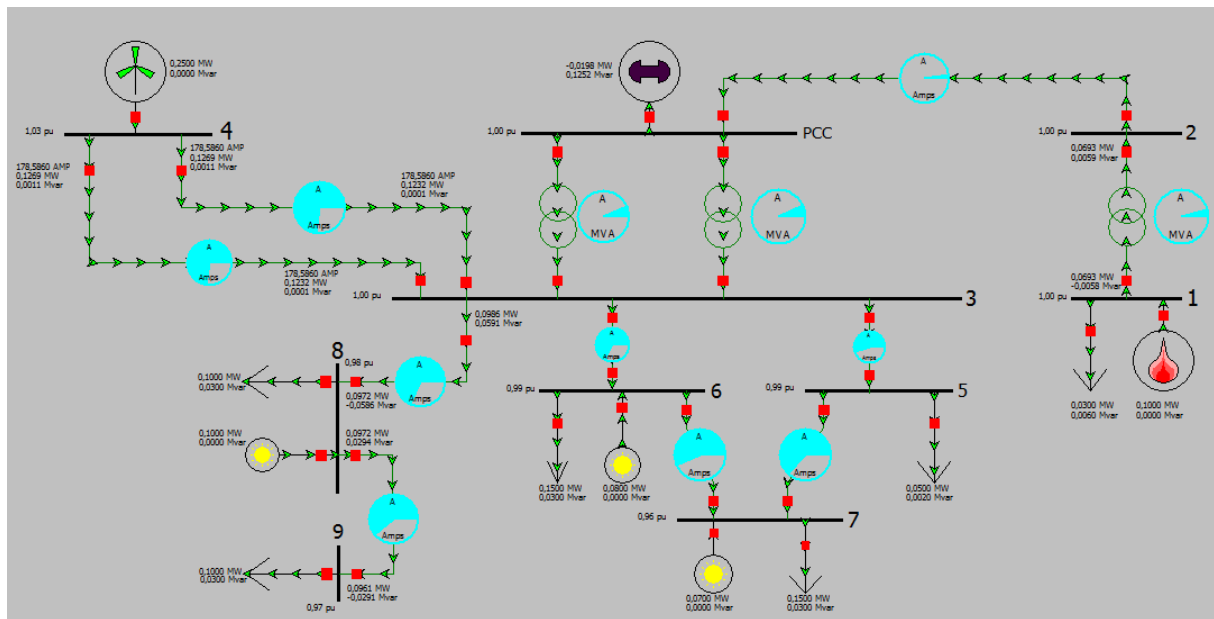 0,2500 MW
0,0000 Mvar
-0,0198 MW
0,1252 Mvar
A
Amps
1,03 pu
4
1,00 pu
PCC
1,00 pu
2
178,5860 AMP
0,1269 MW
0,0011 Mvar
178,5860 AMP
0,1269 MW
0,0011 Mvar
178,5860 AMP
0,1232 MW
0,0001 Mvar
0,0693 MW
0,0059 Mvar
A
Amps
A
MVA
A
MVA
A
MVA
A
Amps
178,5860 AMP
0,1232 MW
0,0001 Mvar
0,0693 MW
-0,0058 Mvar
1,00 pu
3
1,00 pu
1
0,0986 MW
0,0591 Mvar
A
Amps
A
Amps
8
0,98 pu
0,1000 MW
0,0300 Mvar
A
Amps
0,0972 MW
-0,0586 Mvar
0,99 pu
6
0,99 pu
5
0,0300 MW
0,0060 Mvar
0,1000 MW
0,0000 Mvar
0,1000 MW
0,0000 Mvar
0,0972 MW
0,0294 Mvar
A
Amps
A
Amps
0,1500 MW
0,0300 Mvar
0,0800 MW
0,0000 Mvar
0,0500 MW
0,0020 Mvar
A
Amps
0,96 pu
7
9
0,1000 MW
0,0300 Mvar
0,0961 MW
-0,0291 Mvar
0,97 pu
0,0700 MW
0,0000 Mvar
0,1500 MW
0,0300 Mvar